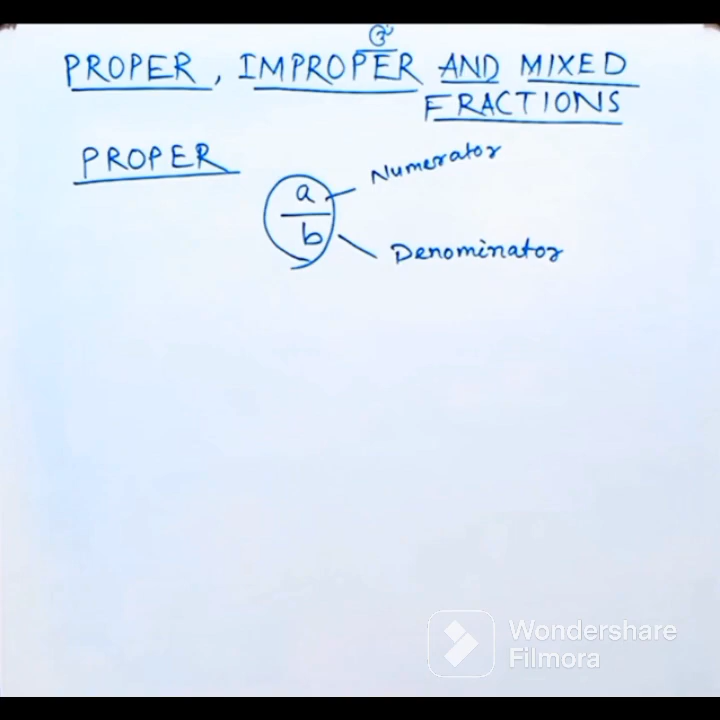 ॐ
PROPER, IMPROPER AND MIXED
FRACTIONS
PROPER
a
b
Numerator
Denominator
Wondershare
Filmora